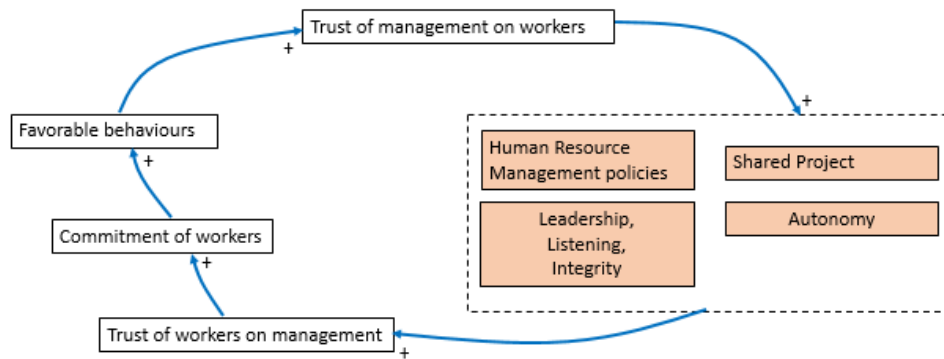 Trust of management on workers
+
+
Favorable behaviours
Human Resource
Management policies
Shared Project
+
Leadership,
Listening,
Integrity
Autonomy
Commitment of workers
+
Trust of workers on management
+